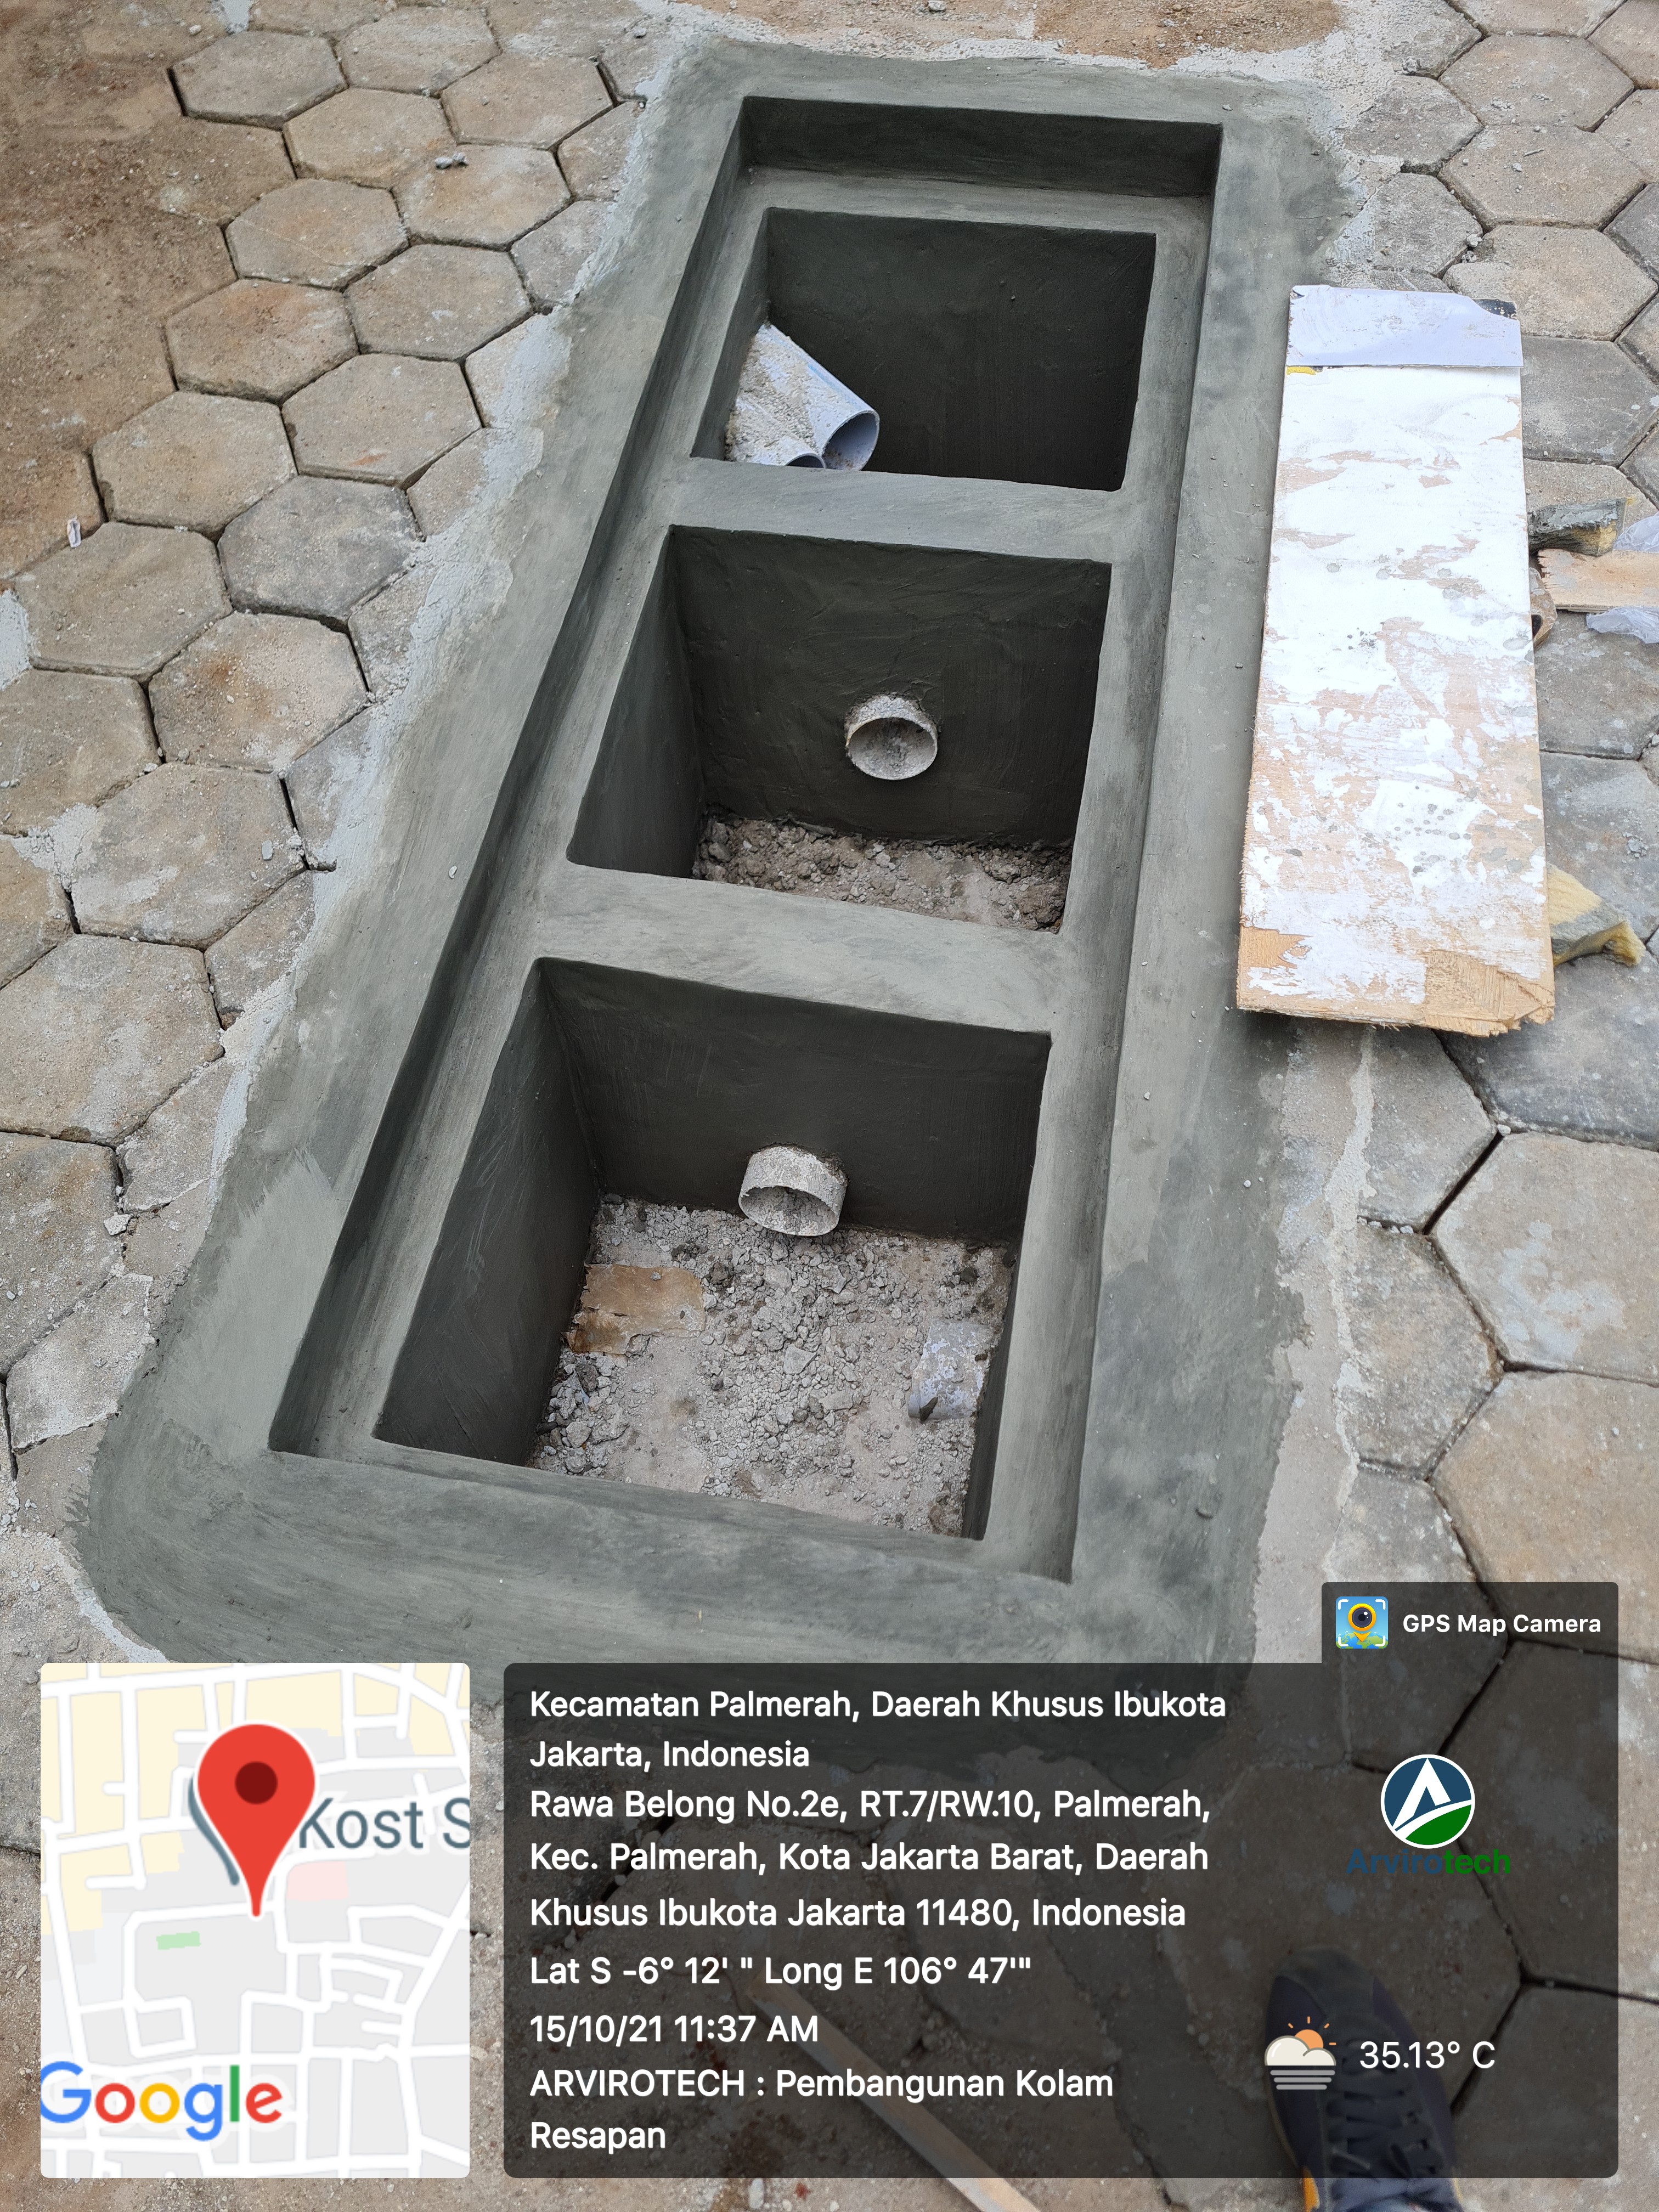 GPS Map Camera
Kecamatan Palmerah, Daerah Khusus Ibukota
Jakarta, Indonesia
Rawa Belong No.2e, RT.7/RW.10, Palmerah,
Kec. Palmerah, Kota Jakarta Barat, Daerah
Khusus Ibukota Jakarta 11480, Indonesia
Lat S -6° 12' " Long E 106° 47'"
15/10/21 11:37 AM
ARVIROTECH : Pembangunan Kolam
Resapan
Arvirotech
35.13° C
Kost S
Google